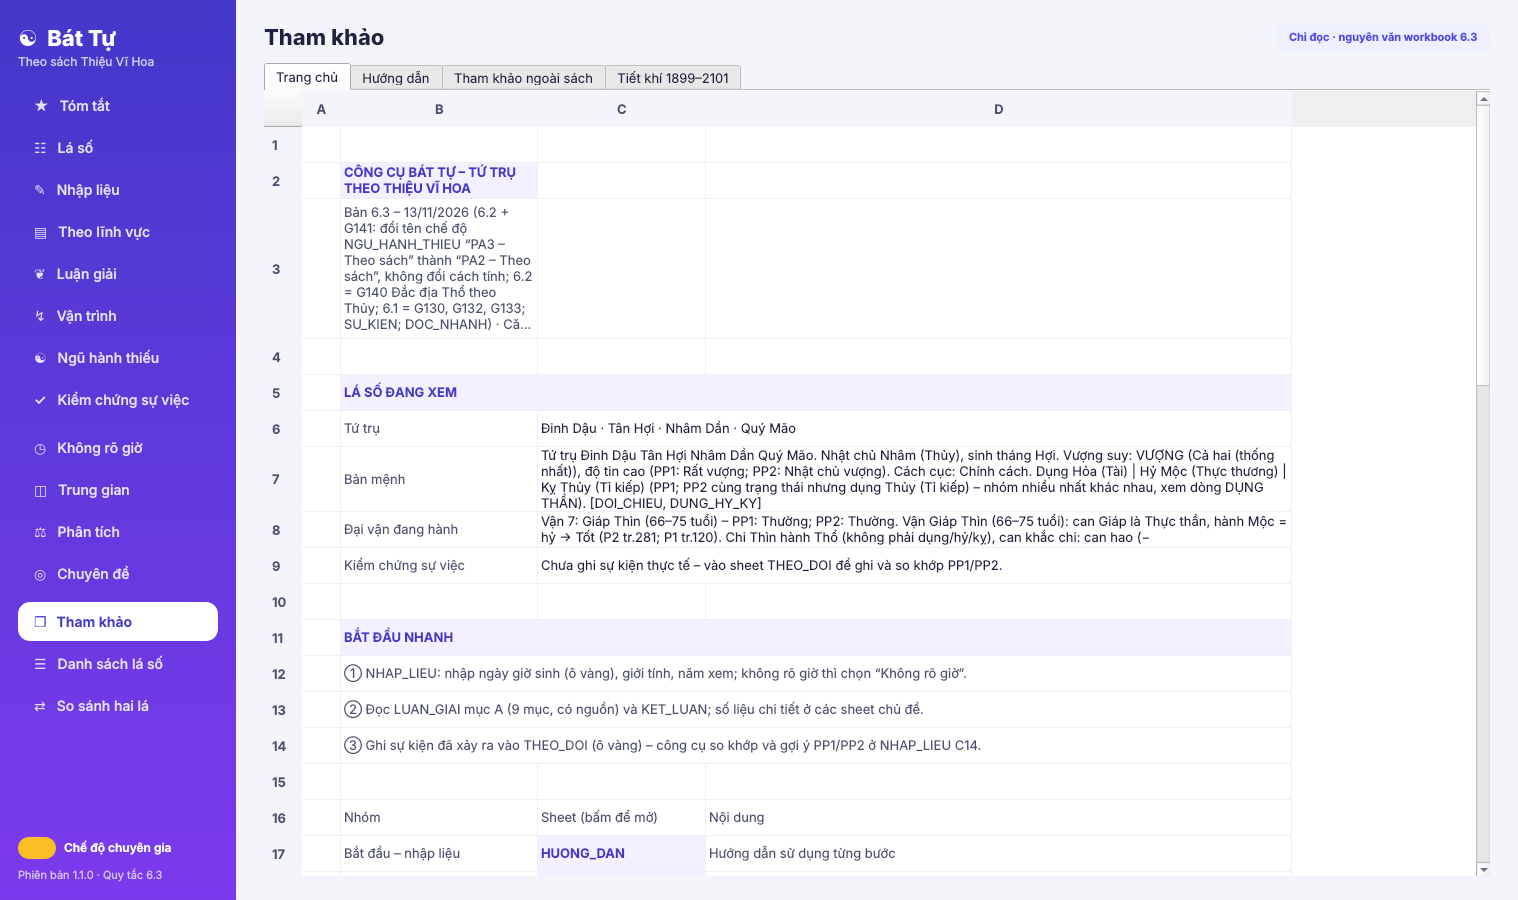 Bát Tự
Theo sách Thiệu Vĩ Hoa
Tóm tắt
Lá số
Nhập liệu
Theo lĩnh vực
Luận giải
Vận trình
Ngũ hành thiếu
Kiểm chứng sự việc
Không rõ giờ
Trung gian
Phân tích
Chuyên đề
Tham khảo
Danh sách lá số
So sánh hai lá
Chế độ chuyên gia
Phiên bản 1.1.0 · Quy tắc 6.3
Tham khảo
Chỉ đọc · nguyên văn workbook 6.3
Trang chủ
Hướng dẫn
Tham khảo ngoài sách
Tiết khí 1899–2101
A B C D
1
2 CÔNG CỤ BÁT TỰ – TỨ TRỤ
THEO THIỆU VĨ HOA
3 Bản 6.3 – 13/11/2026 (6.2 +
G141: đổi tên chế độ
NGU_HANH_THIEU “PA3 –
Theo sách” thành “PA2 – Theo
sách”, không đổi cách tính; 6.2
= G140 Đắc địa Thổ theo
Thủy; 6.1 = G130, G132, G133;
SU_KIEN; DOC_NHANH) · Că...
4
5 LÁ SỐ ĐANG XEM
6 Tứ trụ Đinh Dậu · Tân Hợi · Nhâm Dần · Quý Mão
7 Bản mệnh Tứ trụ Đinh Dậu Tân Hợi Nhâm Dần Quý Mão. Nhật chủ Nhâm (Thủy), sinh tháng Hợi. Vượng suy: VƯỢNG (Cả hai (thống
nhất)), độ tin cao (PP1: Rất vượng; PP2: Nhật chủ vượng). Cách cục: Chính cách. Dụng Hỏa (Tài) | Hỷ Mộc (Thực thương) |
Kỵ Thủy (Tỉ kiếp) (PP1; PP2 cùng trạng thái nhưng dụng Thủy (Tỉ kiếp) – nhóm nhiều nhất khác nhau, xem dòng DỤNG
THẦN). [DOI_CHIEU, DUNG_HY_KY]
8 Đại vận đang hành Vận 7: Giáp Thìn (66–75 tuổi) – PP1: Thường; PP2: Thường. Vận Giáp Thìn (66–75 tuổi): can Giáp là Thực thần, hành Mộc =
hỷ → Tốt (P2 tr.281; P1 tr.120). Chi Thìn hành Thổ (không phải dụng/hỷ/kỵ), can khắc chi: can hao (–
9 Kiểm chứng sự việc Chưa ghi sự kiện thực tế – vào sheet THEO_DOI để ghi và so khớp PP1/PP2.
10
11 BẮT ĐẦU NHANH
12 ① NHAP_LIEU: nhập ngày giờ sinh (ô vàng), giới tính, năm xem; không rõ giờ thì chọn “Không rõ giờ”.
13 ② Đọc LUAN_GIAI mục A (9 mục, có nguồn) và KET_LUAN; số liệu chi tiết ở các sheet chủ đề.
14 ③ Ghi sự kiện đã xảy ra vào THEO_DOI (ô vàng) – công cụ so khớp và gợi ý PP1/PP2 ở NHAP_LIEU C14.
15
16 Nhóm Sheet (bấm để mở) Nội dung
17 Bắt đầu – nhập liệu HUONG_DAN Hướng dẫn sử dụng từng bước